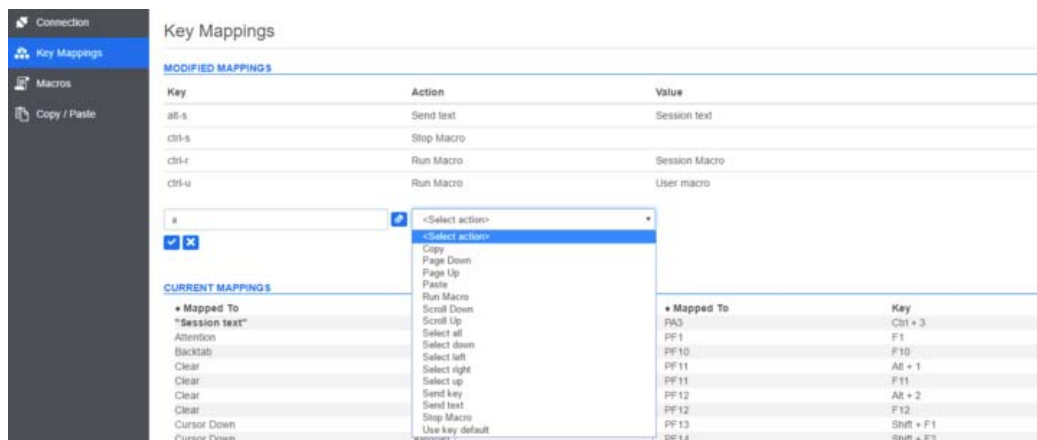 Connection
Key Mappings
Macros
Copy / Paste
Key Mappings
MODIFIED MAPPINGS
Key Action Value
alt-s Send text Session text
ctrl-s Stop Macro
ctrl-r Run Macro Session Macro
ctrl-u Run Macro User macro
a <Select action>
<Select action>
Copy
Page Down
Page Up
Paste
Run Macro
Scroll Down
Scroll Up
Select all
Select down
Select left
Select right
Select up
Send key
Send text
Stop Macro
Use key default
CURRENT MAPPINGS
Mapped To Mapped To Key
"Session text" PA3 Ctrl + 3
Attention PF1 F1
Backtab PF10 F10
Clear PF11 Alt + 1
Clear PF11 F11
Clear PF12 Alt + 2
Clear PF12 F12
Cursor Down PF13 Shift + F1
Cursor Down PF14 Shift + F2